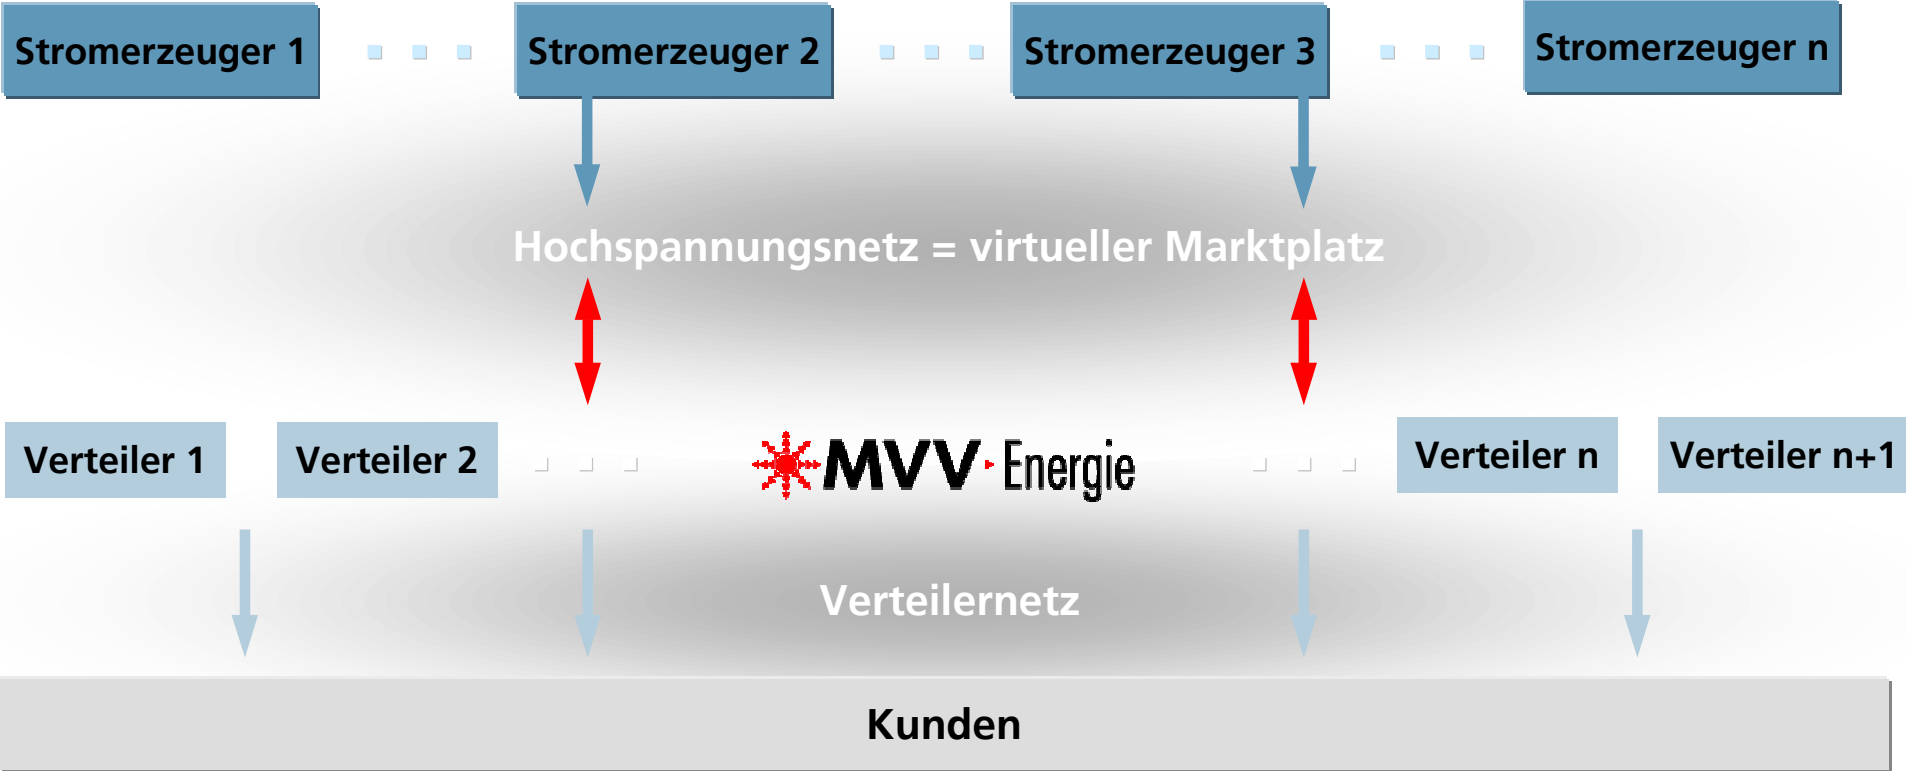 Stromerzeuger 1
Stromerzeuger 2
Stromerzeuger 3
Stromerzeuger n
Hochspannungsnetz = virtueller Marktplatz
Verteiler 1
Verteiler 2
MVV Energie
Verteiler n
Verteiler n+1
Verteilernetz
Kunden